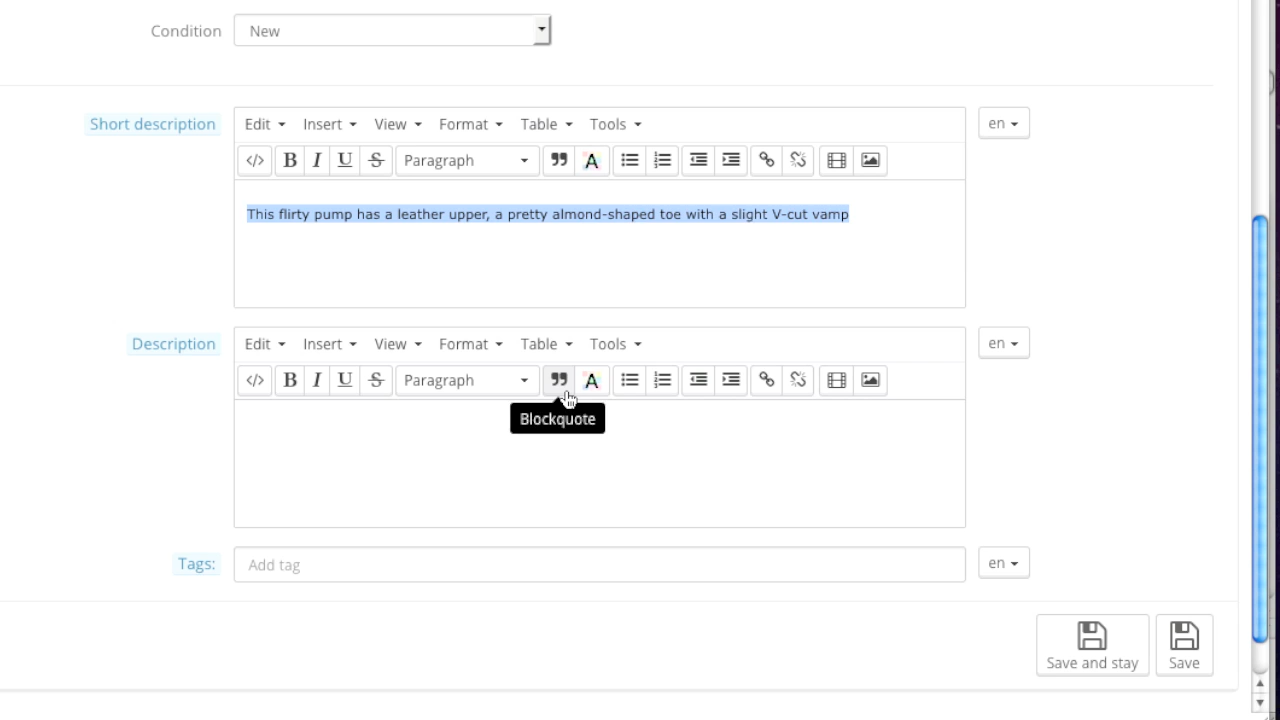 Condition New
Short description Edit Insert View Format Table Tools en
</> B I U S Paragraph ” A
This flirty pump has a leather upper, a pretty almond-shaped toe with a slight V-cut vamp
Description Edit Insert View Format Table Tools en
</> B I U S Paragraph ” A
Blockquote
Tags: Add tag en
Save and stay Save